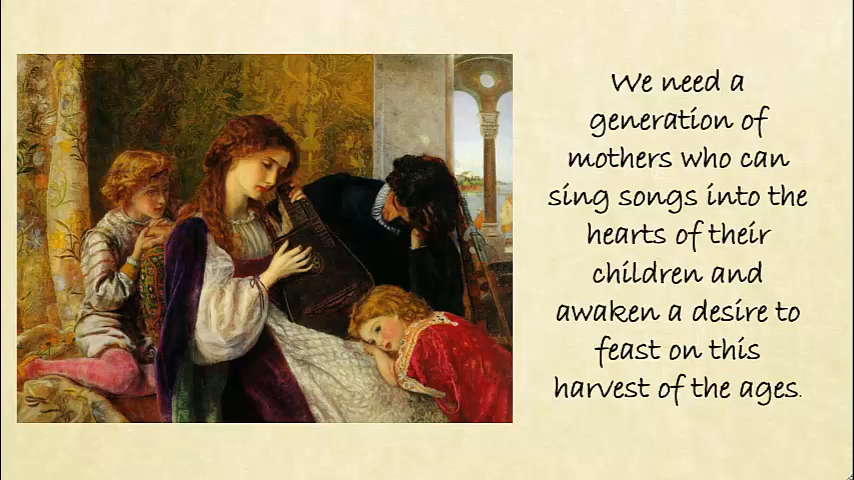 We need a
generation of
mothers who can
sing songs into the
hearts of their
children and
awaken a desire to
feast on this
harvest of the ages.